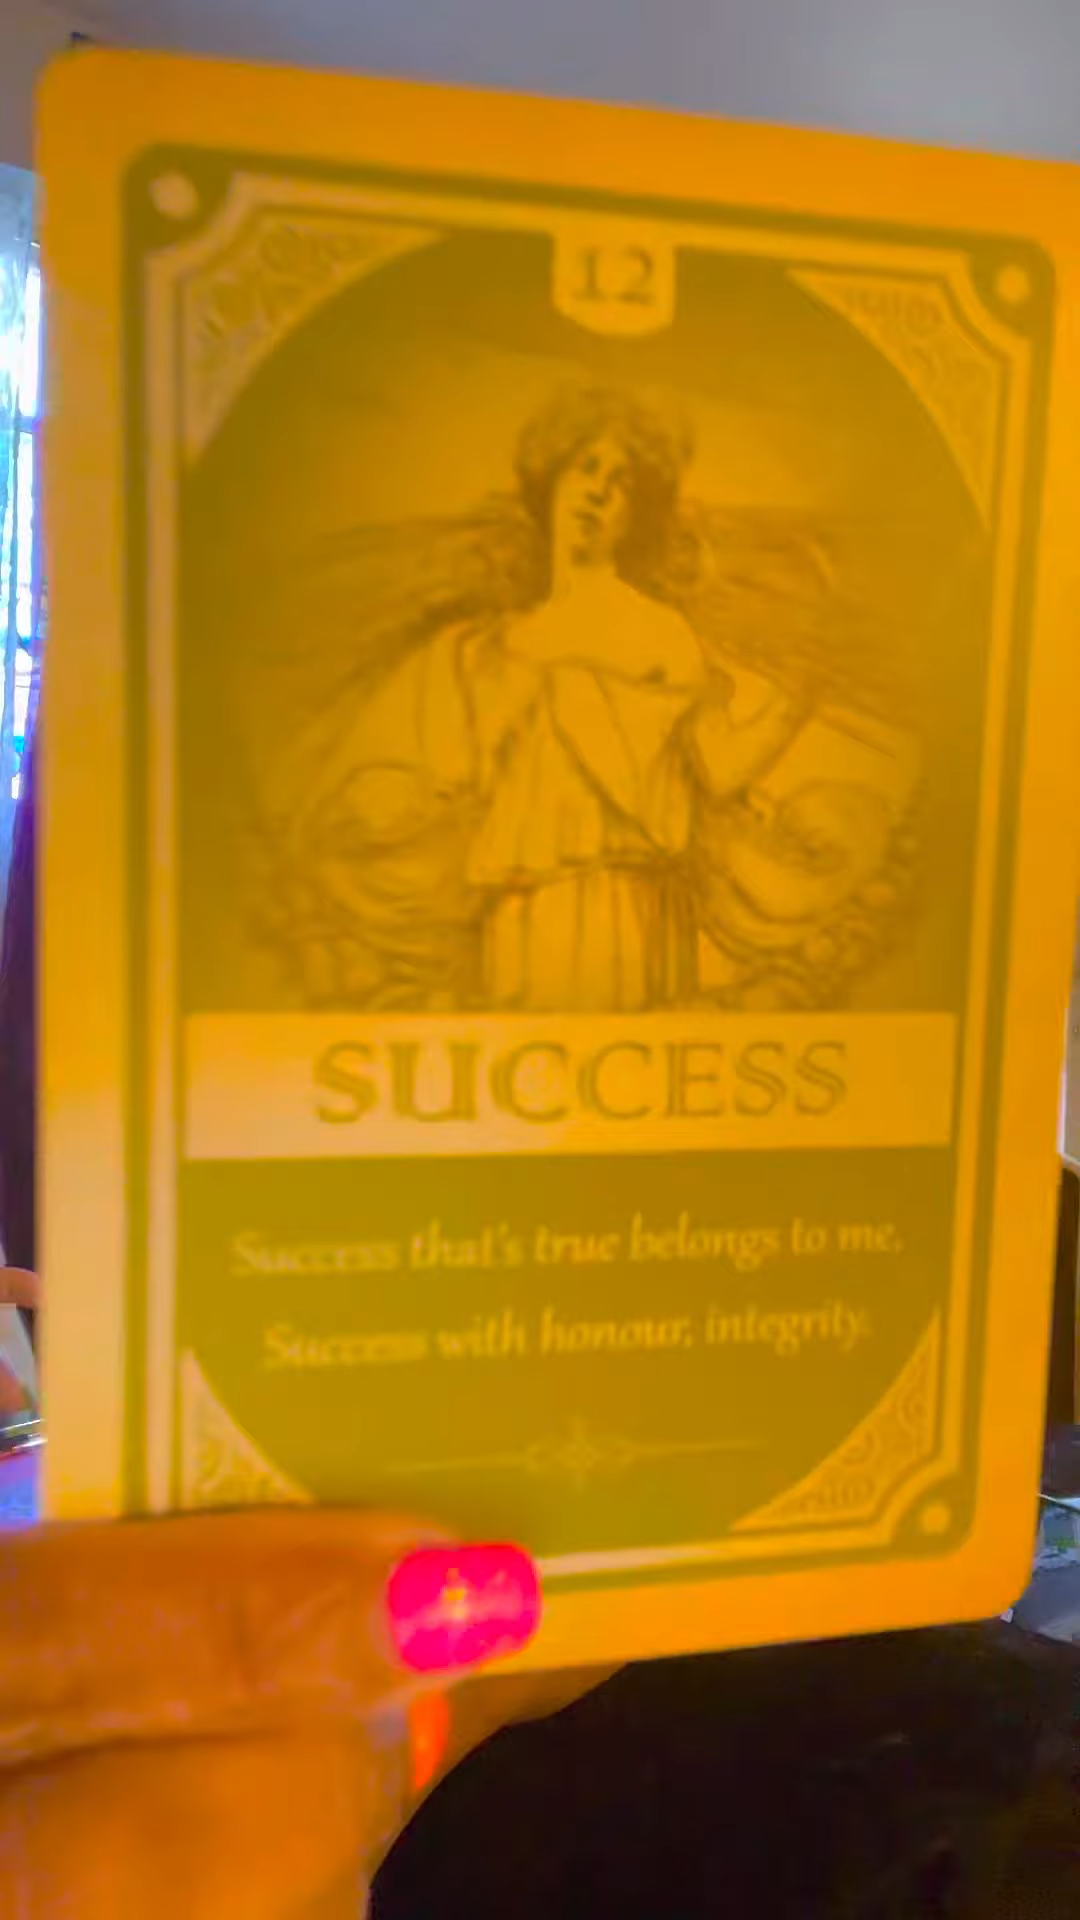 12
SUCCESS
Success that's true belongs to me,
Success with honour, integrity.